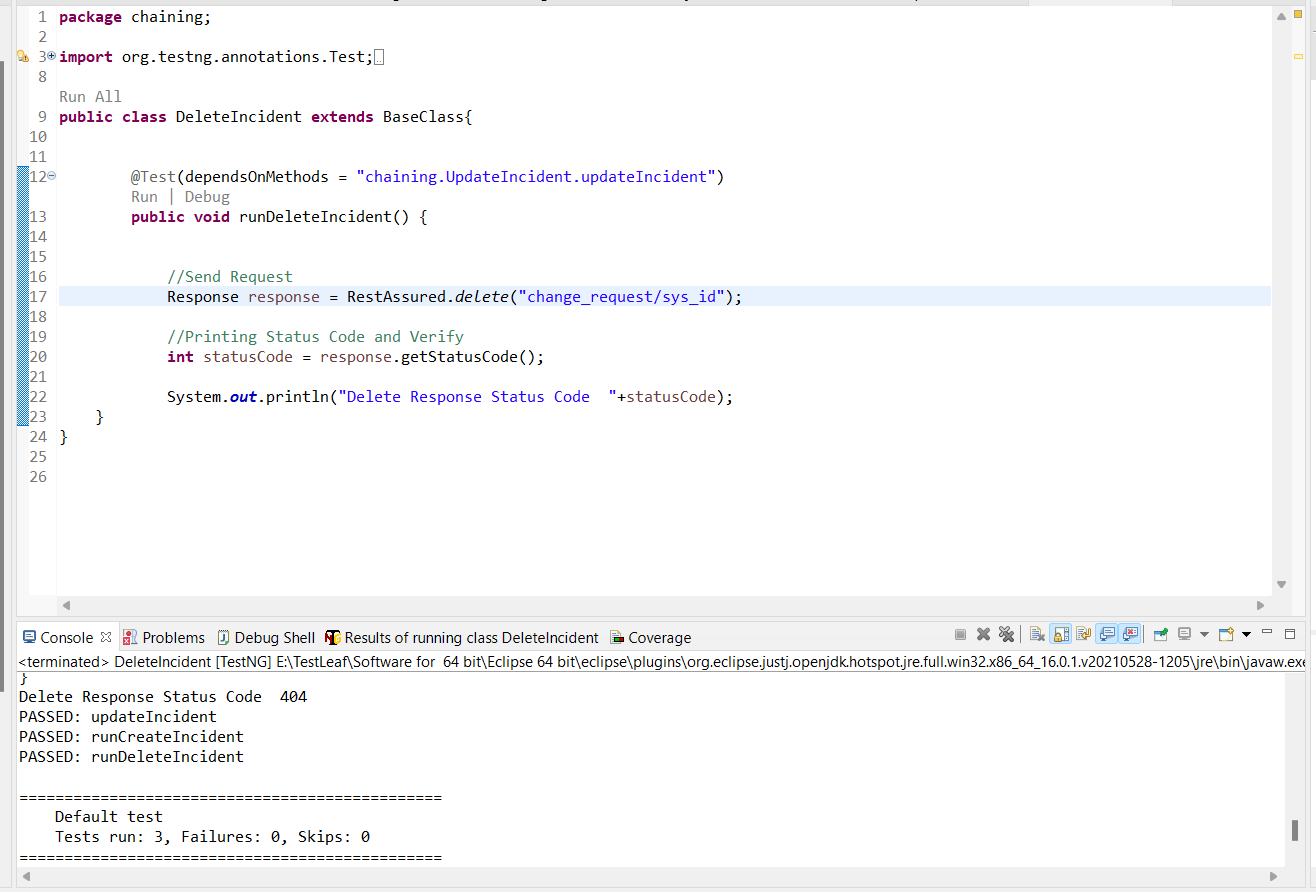 1 package chaining;
2
3 import org.testng.annotations.Test;
8
Run All
9 public class DeleteIncident extends BaseClass{
10
11
12 @Test(dependsOnMethods = "chaining.UpdateIncident.updateIncident")
Run | Debug
13 public void runDeleteIncident() {
14
15
16 //Send Request
17 Response response = RestAssured.delete("change_request/sys_id");
18
19 //Printing Status Code and Verify
20 int statusCode = response.getStatusCode();
21
22 System.out.println("Delete Response Status Code  "+statusCode);
23 }
24 }
25
26
Console Problems Debug Shell Results of running class DeleteIncident Coverage
<terminated> DeleteIncident [TestNG] E:\TestLeaf\Software for 64 bit\Eclipse 64 bit\eclipse\plugins\org.eclipse.justj.openjdk.hotspot.jre.full.win32.x86_64_16.0.1.v20210528-1205\jre\bin\javaw.exe
}
Delete Response Status Code  404
PASSED: updateIncident
PASSED: runCreateIncident
PASSED: runDeleteIncident
===============================================
Default test
Tests run: 3, Failures: 0, Skips: 0
===============================================